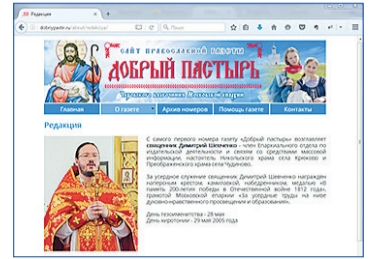 Редакция
dobrypastir.ru/about/redakciya/
Поиск
САЙТ ПРАВОСЛАВНОЙ ГАЗЕТЫ
ДОБРЫЙ ПАСТЫРЬ
Главная
О газете
Архив номеров
Помощь газете
Контакты
Редакция
С самого первого номера газету «Добрый пастырь» возглавляет
священник Димитрий Шевченко - член Епархиального отдела по
издательской деятельности и связям со средствами массовой
информации, настоятель Никольского храма села Крюково и
Преображенского храма села Чудиново.
За усердное служение священник Димитрий Шевченко награждён
наперсным крестом, камилавкой, набедренником, медалью «В
память 200-летия победы в Отечественной войне 1812 года»,
грамотой Московской епархии «За усердные труды на ниве
духовно-нравственного просвещения и образования».
День тезоименитства - 28 мая
День хиротонии - 29 мая 2005 года